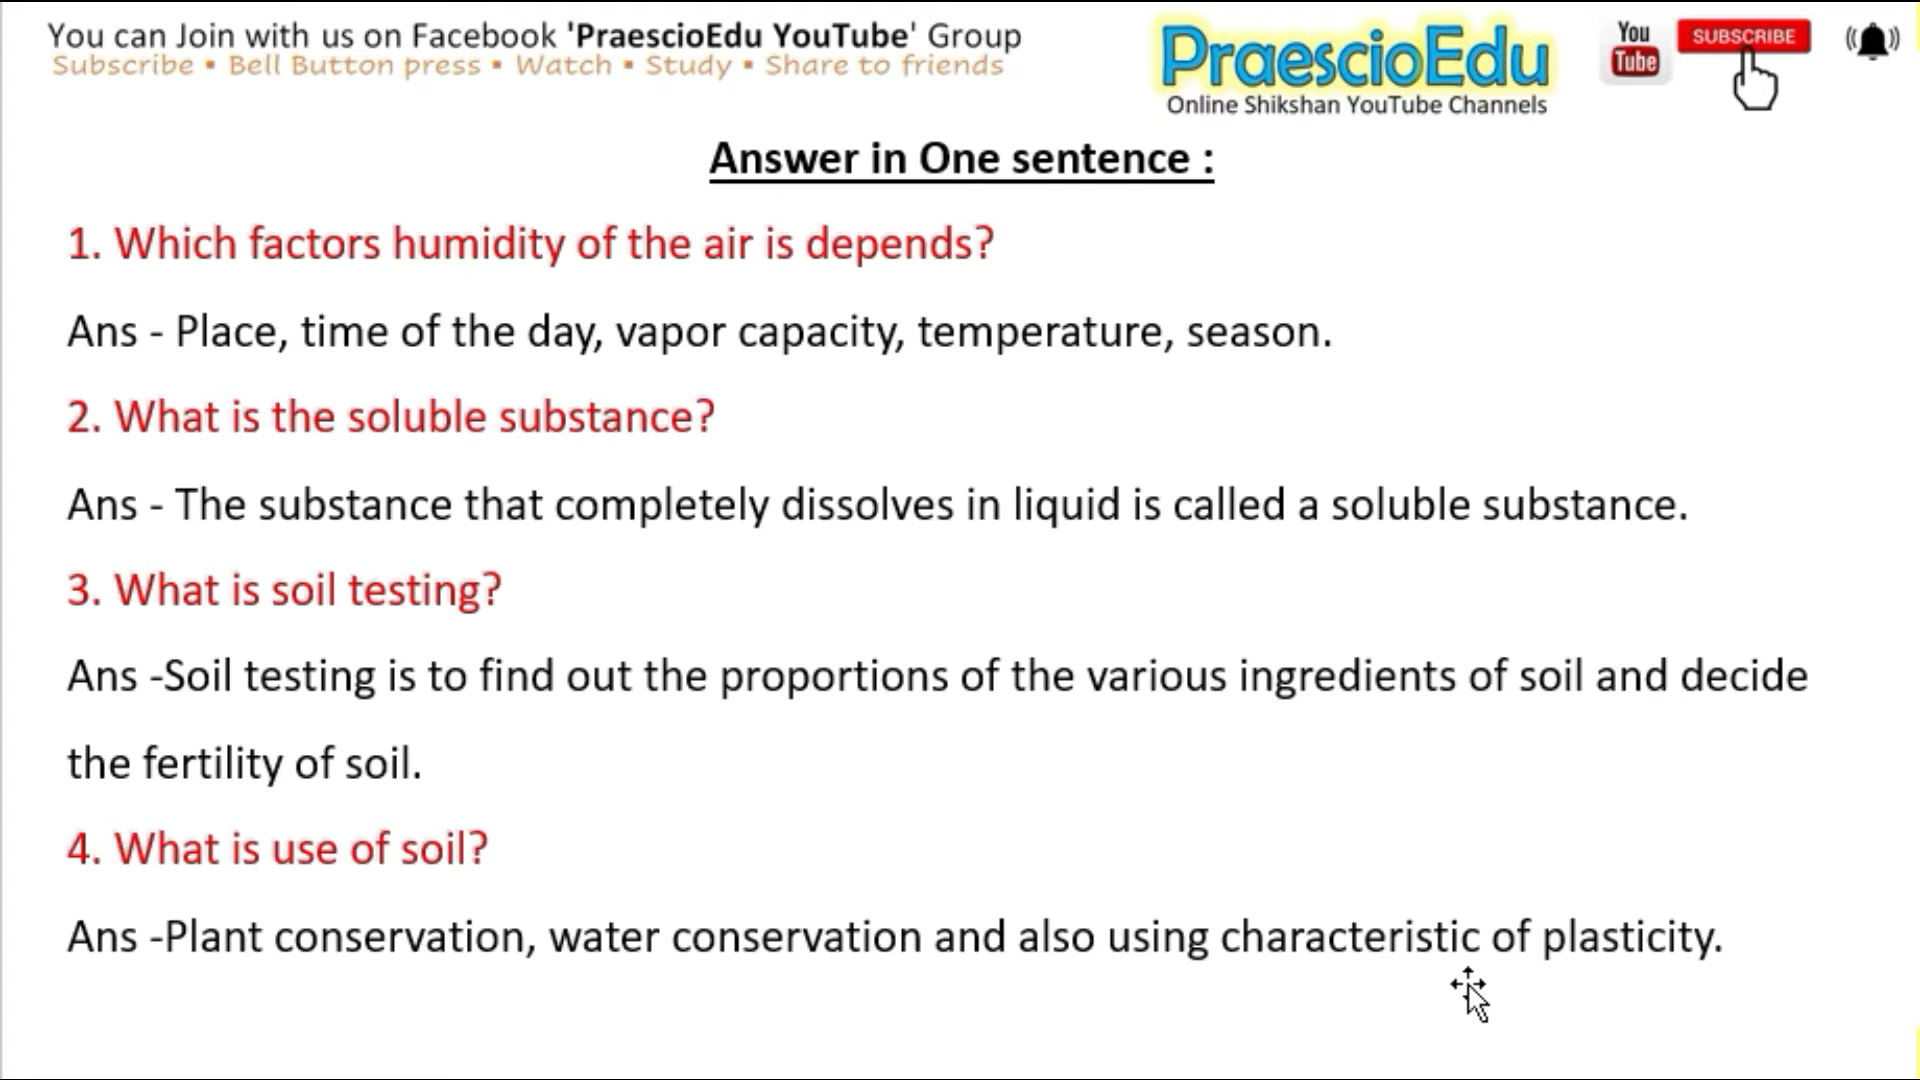 You can Join with us on Facebook 'PraescioEdu YouTube' Group
Subscribe ▪ Bell Button press ▪ Watch ▪ Study ▪ Share to friends
PraescioEdu
Online Shikshan YouTube Channels
You
Tube
SUBSCRIBE
Answer in One sentence :
1. Which factors humidity of the air is depends?
Ans - Place, time of the day, vapor capacity, temperature, season.
2. What is the soluble substance?
Ans - The substance that completely dissolves in liquid is called a soluble substance.
3. What is soil testing?
Ans -Soil testing is to find out the proportions of the various ingredients of soil and decide
the fertility of soil.
4. What is use of soil?
Ans -Plant conservation, water conservation and also using characteristic of plasticity.